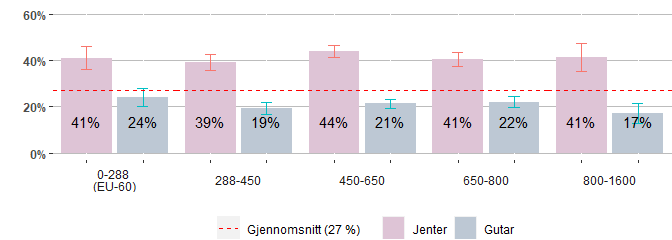 60%
40%
20%
0%
41% 24% 39% 19% 44% 21% 41% 22% 41% 17%
0-288 288-450 450-650 650-800 800-1600
(EU-60)
Gjennomsnitt (27 %) Jenter Gutar